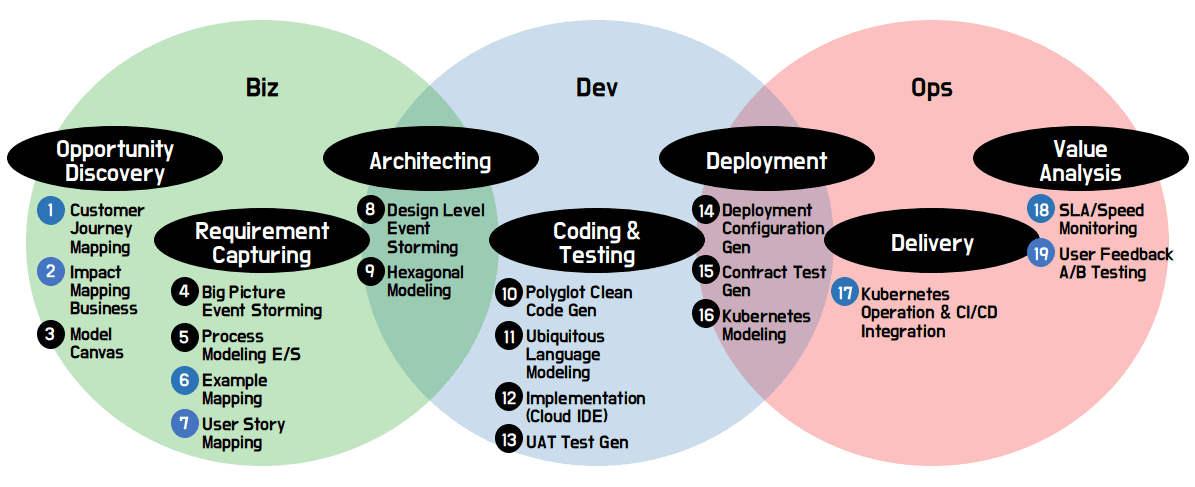 Biz
Dev
Ops
Opportunity
Discovery
1 Customer
Journey
Mapping
2 Impact
Mapping
Business
3 Model
Canvas
Requirement
Capturing
4 Big Picture
Event Storming
5 Process
Modeling E/S
6 Example
Mapping
7 User Story
Mapping
Architecting
8 Design Level
Event
Storming
9 Hexagonal
Modeling
Coding &
Testing
10 Polyglot Clean
Code Gen
11 Ubiquitous
Language
Modeling
12 Implementation
(Cloud IDE)
13 UAT Test Gen
Deployment
14 Deployment
Configuration
Gen
15 Contract Test
Gen
16 Kubernetes
Modeling
Delivery
17 Kubernetes
Operation & CI/CD
Integration
Value
Analysis
18 SLA/Speed
Monitoring
19 User Feedback
A/B Testing